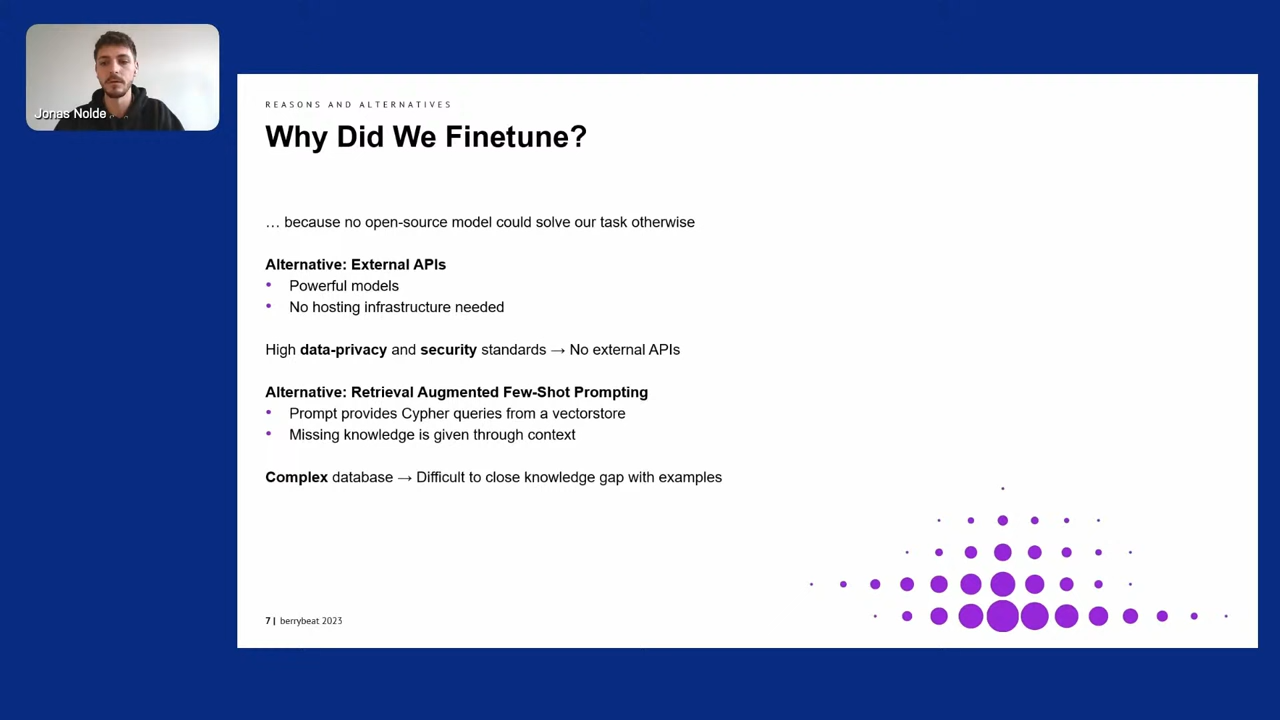 Jonas Nolde
REASONS AND ALTERNATIVES
Why Did We Finetune?
… because no open-source model could solve our task otherwise
Alternative: External APIs
• Powerful models
• No hosting infrastructure needed
High data-privacy and security standards → No external APIs
Alternative: Retrieval Augmented Few-Shot Prompting
• Prompt provides Cypher queries from a vectorstore
• Missing knowledge is given through context
Complex database → Difficult to close knowledge gap with examples
7 | berrybeat 2023